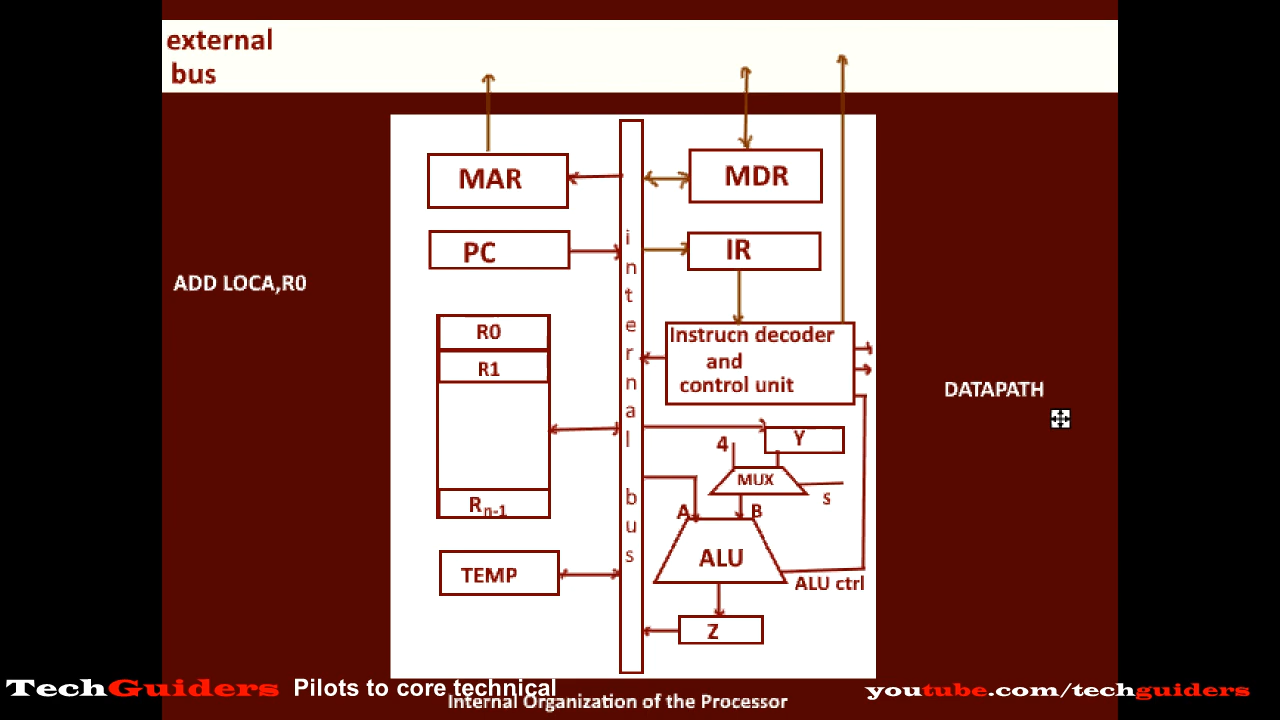 external
bus
MAR
MDR
PC
IR
ADD LOCA,R0
R0
R1
Rn-1
TEMP
internal bus
Instrucn decoder
and
control unit
DATAPATH
4
Y
MUX
S
A
B
ALU
ALU ctrl
Z
TechGuiders Pilots to core technical
Internal Organization of the Processor
youtube.com/techguiders